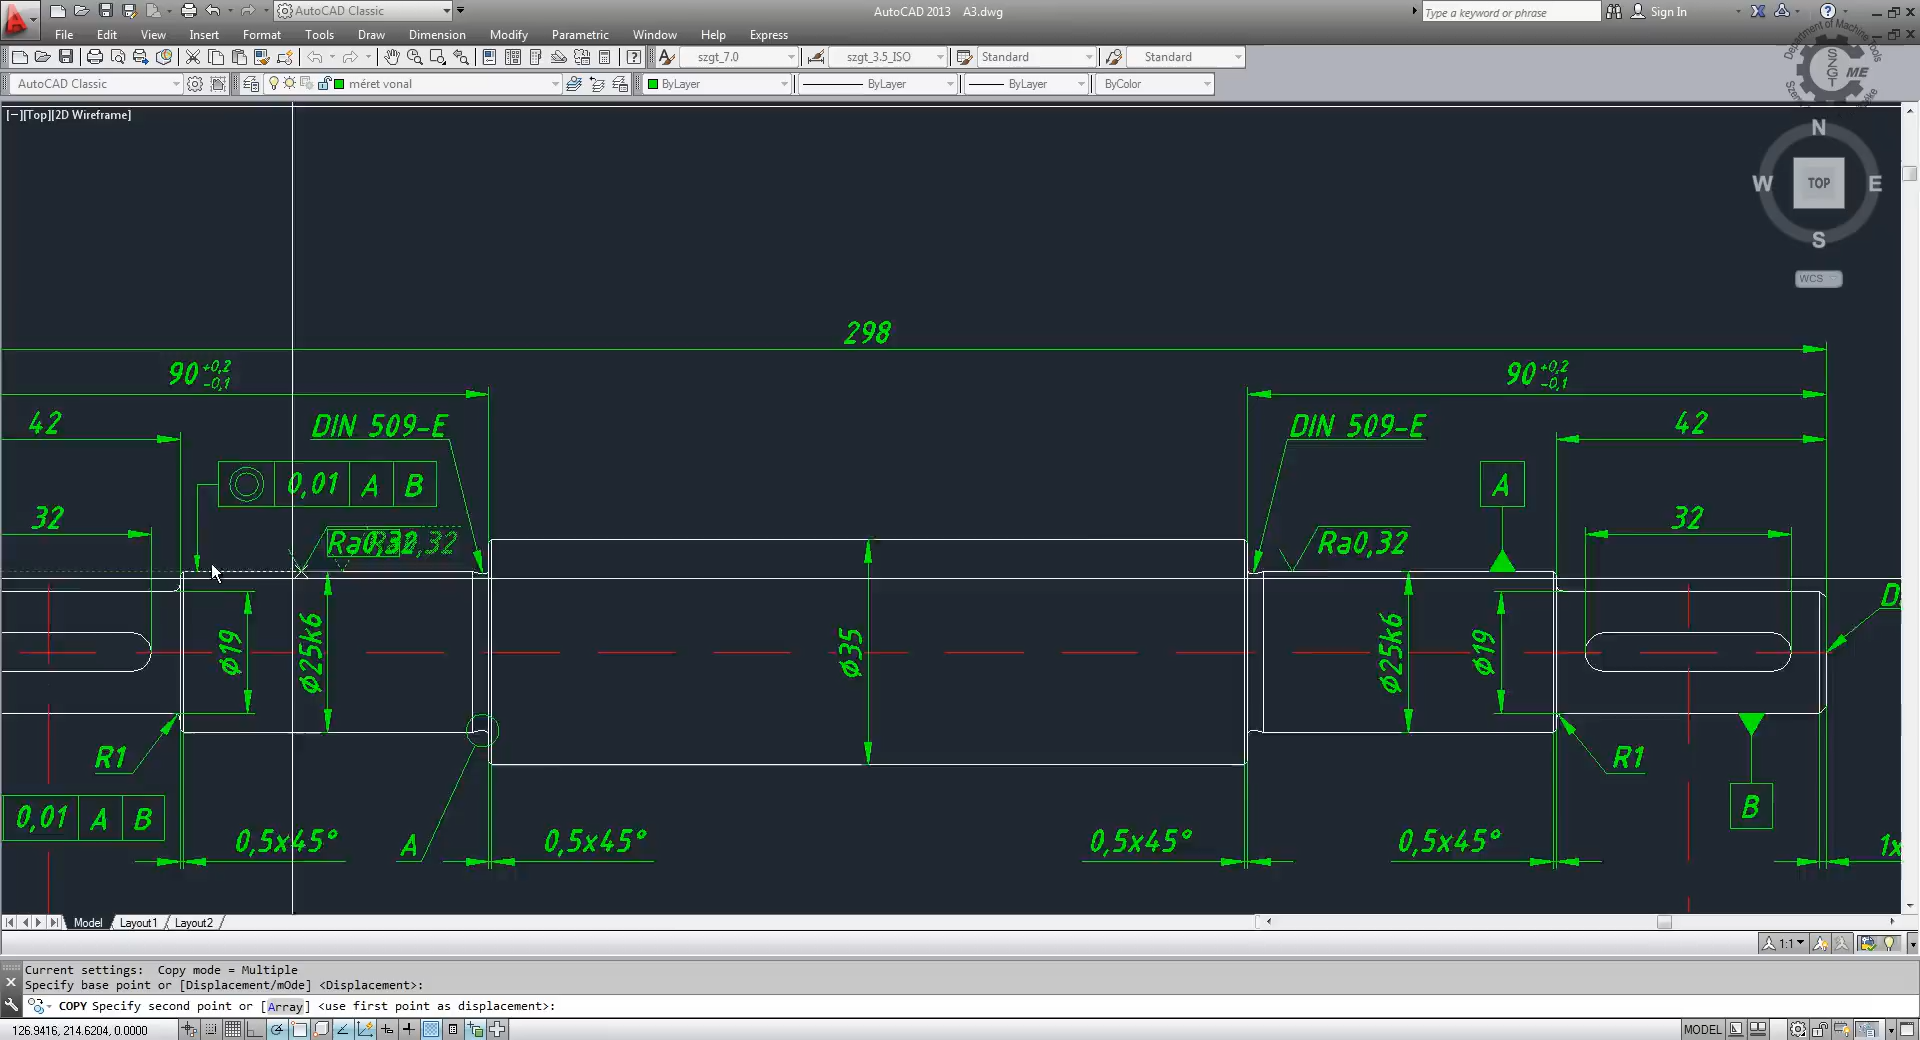 AutoCAD Classic
AutoCAD 2013 A3.dwg
Type a keyword or phrase
Sign In
File Edit View Insert Format Tools Draw Dimension Modify Parametric Window Help Express
szgt_7.0
szgt_3.5_ISO
Standard
Standard
AutoCAD Classic
méret vonal
ByLayer
ByLayer
ByLayer
ByColor
Department of Machine Tools
SZGT
ME
[−][Top][2D Wireframe]
N
W TOP E
S
WCS
298
90 +0,2 -0,1
90 +0,2 -0,1
42
DIN 509-E
DIN 509-E
42
0,01 A B
A
32
32
Ra0,32
Ra0,32
ø19
ø25k6
ø35
ø25k6
ø19
R1
R1
0,01 A B
B
0,5x45°
A
0,5x45°
0,5x45°
0,5x45°
1x
Model Layout1 Layout2
1:1
Current settings: Copy mode = Multiple
Specify base point or [Displacement/mOde] <Displacement>:
COPY Specify second point or [Array] <use first point as displacement>:
126.9416, 214.6204, 0.0000
MODEL